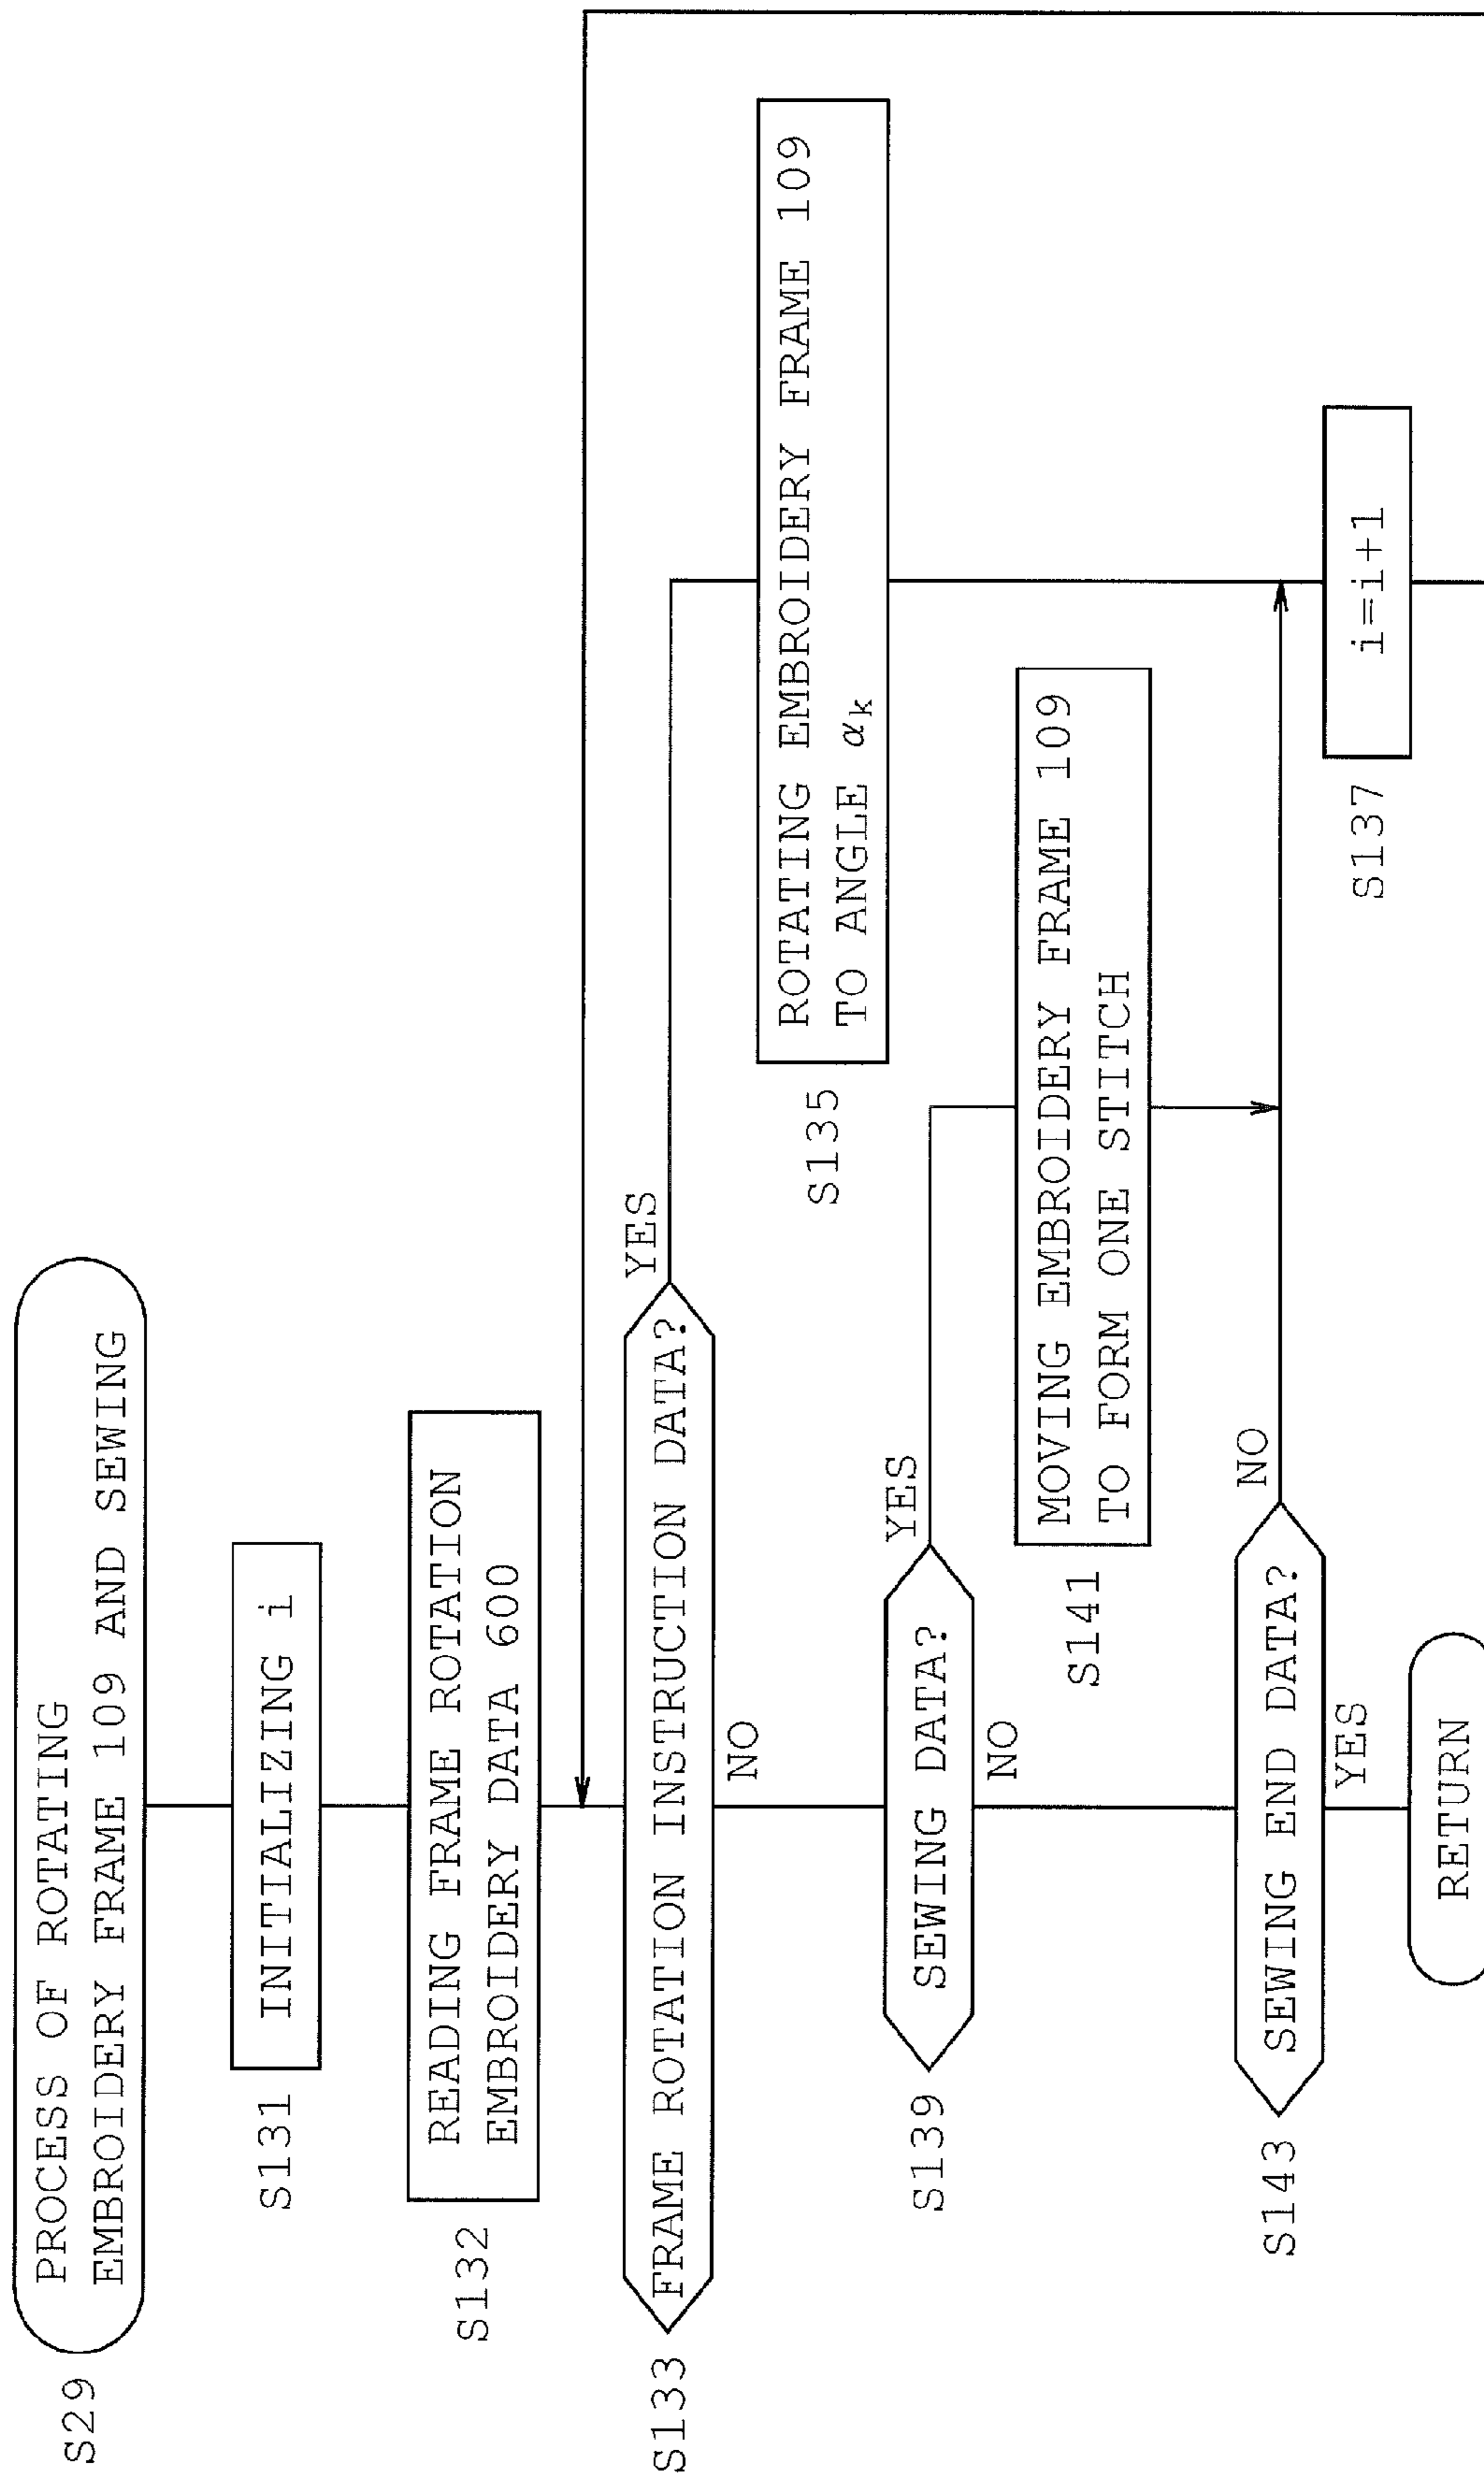 S29
PROCESS OF ROTATING
EMBROIDERY FRAME 109 AND SEWING
S131
INITIALIZING i
S132
READING FRAME ROTATION
EMBROIDERY DATA 600
S133
FRAME ROTATION INSTRUCTION DATA?
YES
NO
S135
ROTATING EMBROIDERY FRAME 109
TO ANGLE αk
S139
SEWING DATA?
YES
NO
S141
MOVING EMBROIDERY FRAME 109
TO FORM ONE STITCH
S143
SEWING END DATA?
NO
YES
S137
i=i+1
RETURN